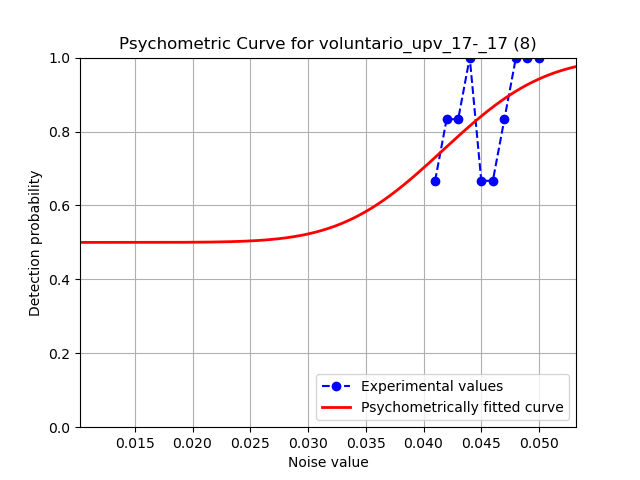 Psychometric Curve for voluntario_upv_17-_17 (8)
1.0
0.8
0.6
0.4
0.2
0.0
Detection probability
Experimental values
Psychometrically fitted curve
0.015 0.020 0.025 0.030 0.035 0.040 0.045 0.050
Noise value